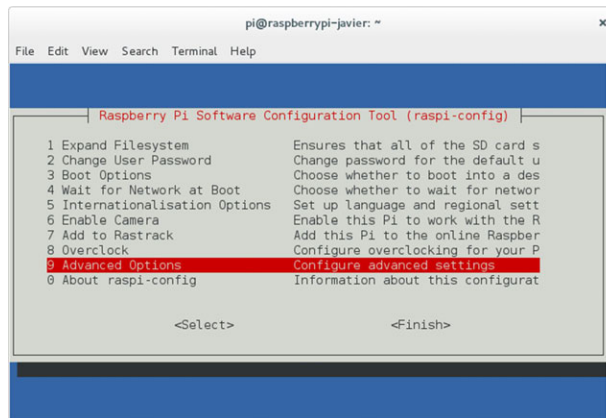 pi@raspberrypi-javier: ~ ×
File Edit View Search Terminal Help
Raspberry Pi Software Configuration Tool (raspi-config)
1 Expand Filesystem Ensures that all of the SD card s
2 Change User Password Change password for the default u
3 Boot Options Choose whether to boot into a des
4 Wait for Network at Boot Choose whether to wait for networ
5 Internationalisation Options Set up language and regional sett
6 Enable Camera Enable this Pi to work with the R
7 Add to Rastrack Add this Pi to the online Raspber
8 Overclock Configure overclocking for your P
9 Advanced Options Configure advanced settings
0 About raspi-config Information about this configurat
<Select> <Finish>